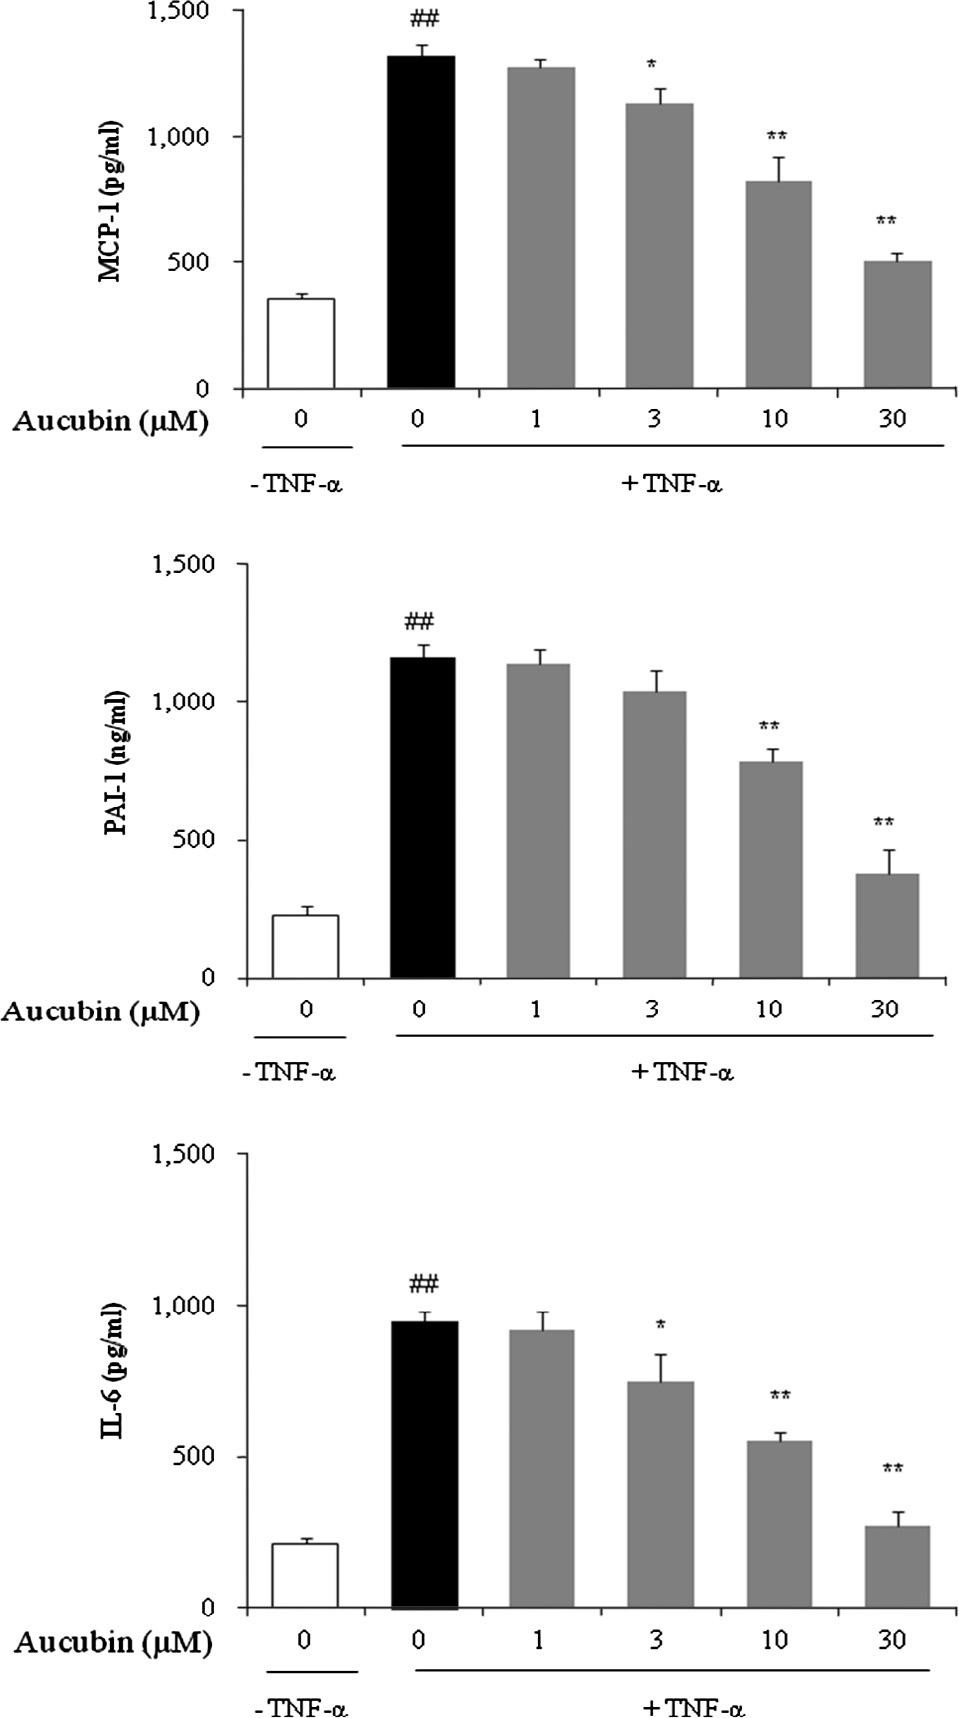 1,500
##
*
MCP-1 (pg/ml)
1,000
**
**
500
0
Aucubin (μM) 0 0 1 3 10 30
- TNF-α + TNF-α
1,500
##
PAI-1 (ng/ml)
1,000
**
**
500
0
Aucubin (μM) 0 0 1 3 10 30
- TNF-α + TNF-α
1,500
##
1,000
*
IL-6 (pg/ml)
**
500
**
0
Aucubin (μM) 0 0 1 3 10 30
- TNF-α + TNF-α